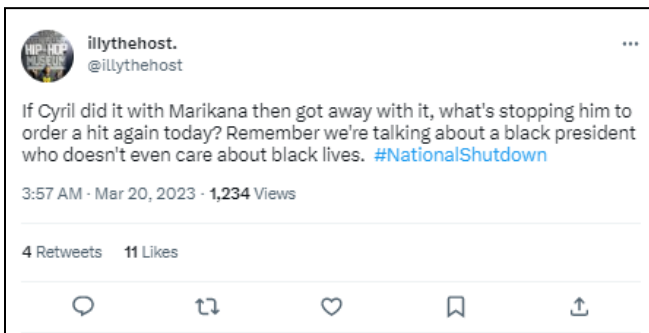 HIP-HOP
MUSEUM
illythehost.
@illythehost
If Cyril did it with Marikana then got away with it, what's stopping him to
order a hit again today? Remember we're talking about a black president
who doesn't even care about black lives. #NationalShutdown
3:57 AM · Mar 20, 2023 · 1,234 Views
4 Retweets 11 Likes